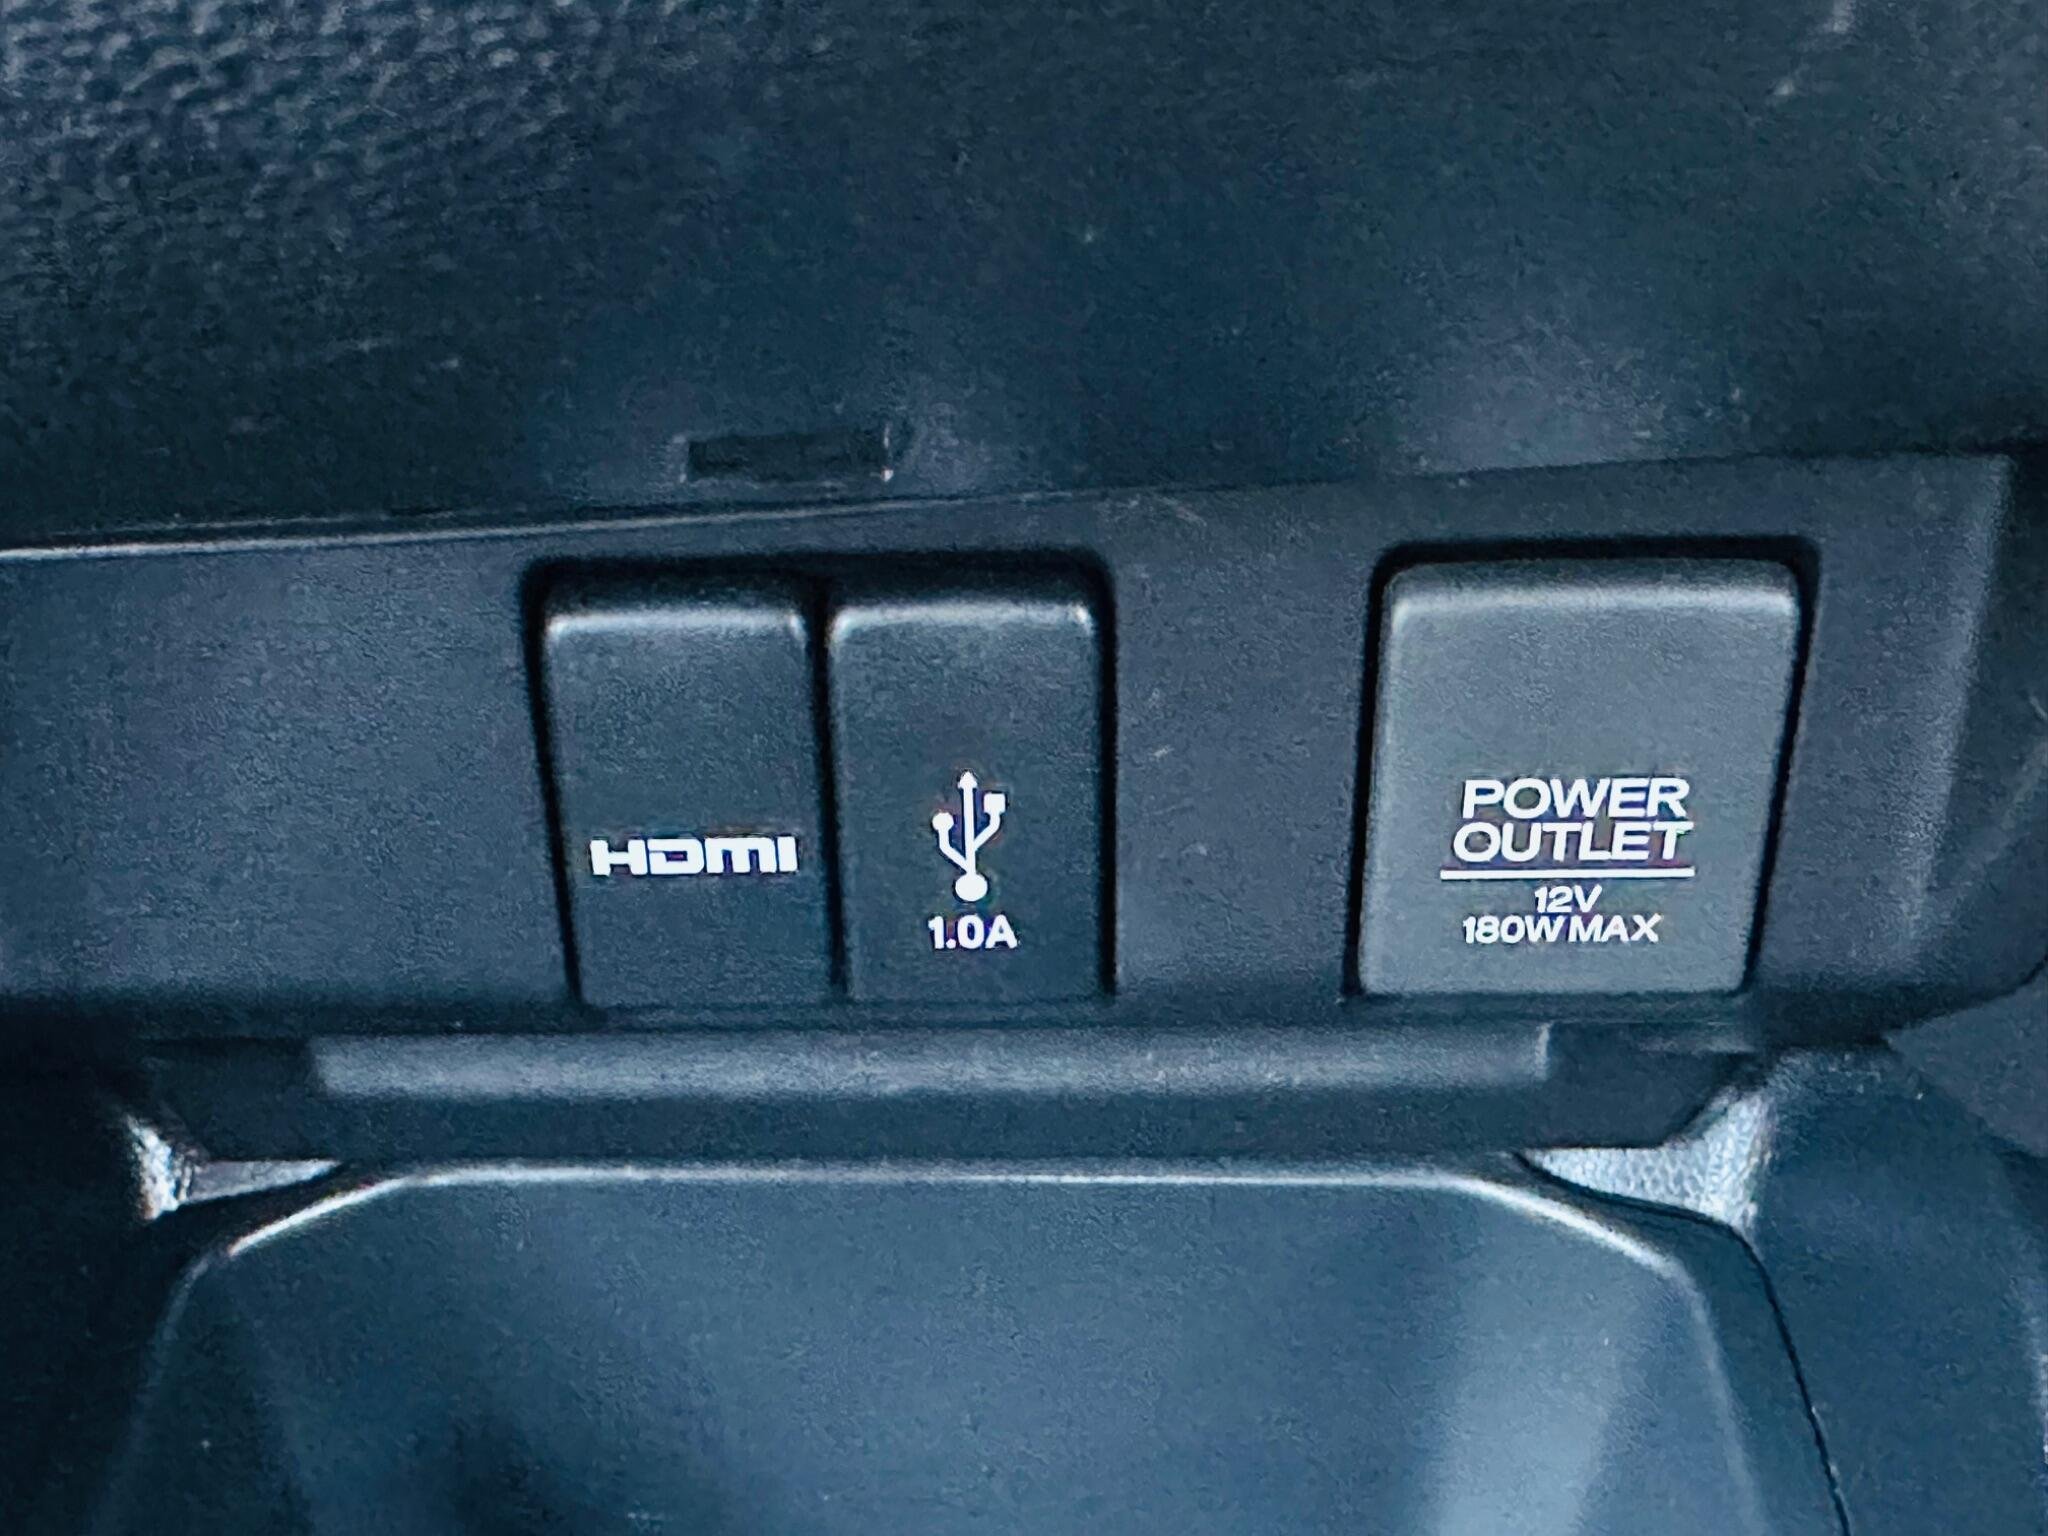 HDMI
1.0A
POWER
OUTLET
12V
180W MAX